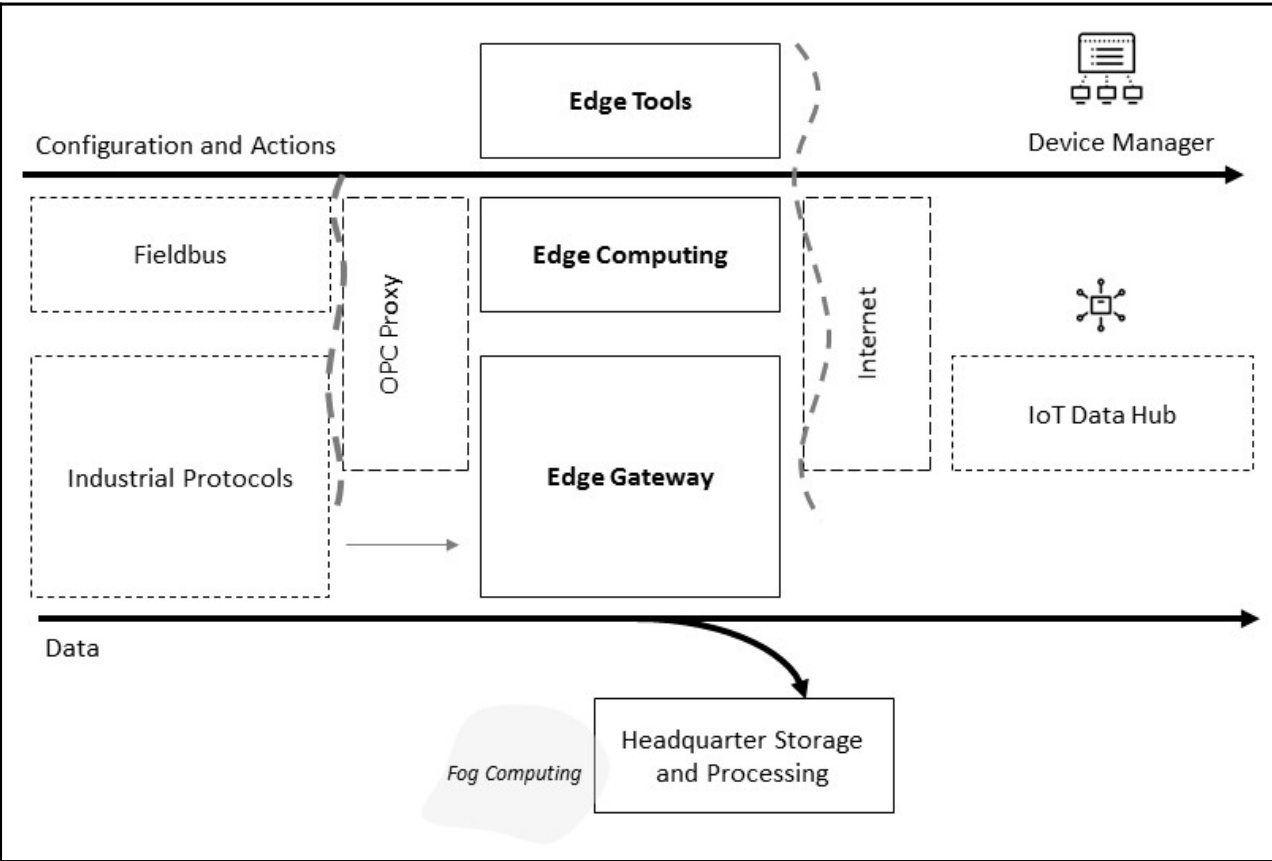 Edge Tools
Configuration and Actions
Device Manager
Fieldbus
OPC Proxy
Edge Computing
Internet
Industrial Protocols
Edge Gateway
IoT Data Hub
Data
Fog Computing
Headquarter Storage
and Processing